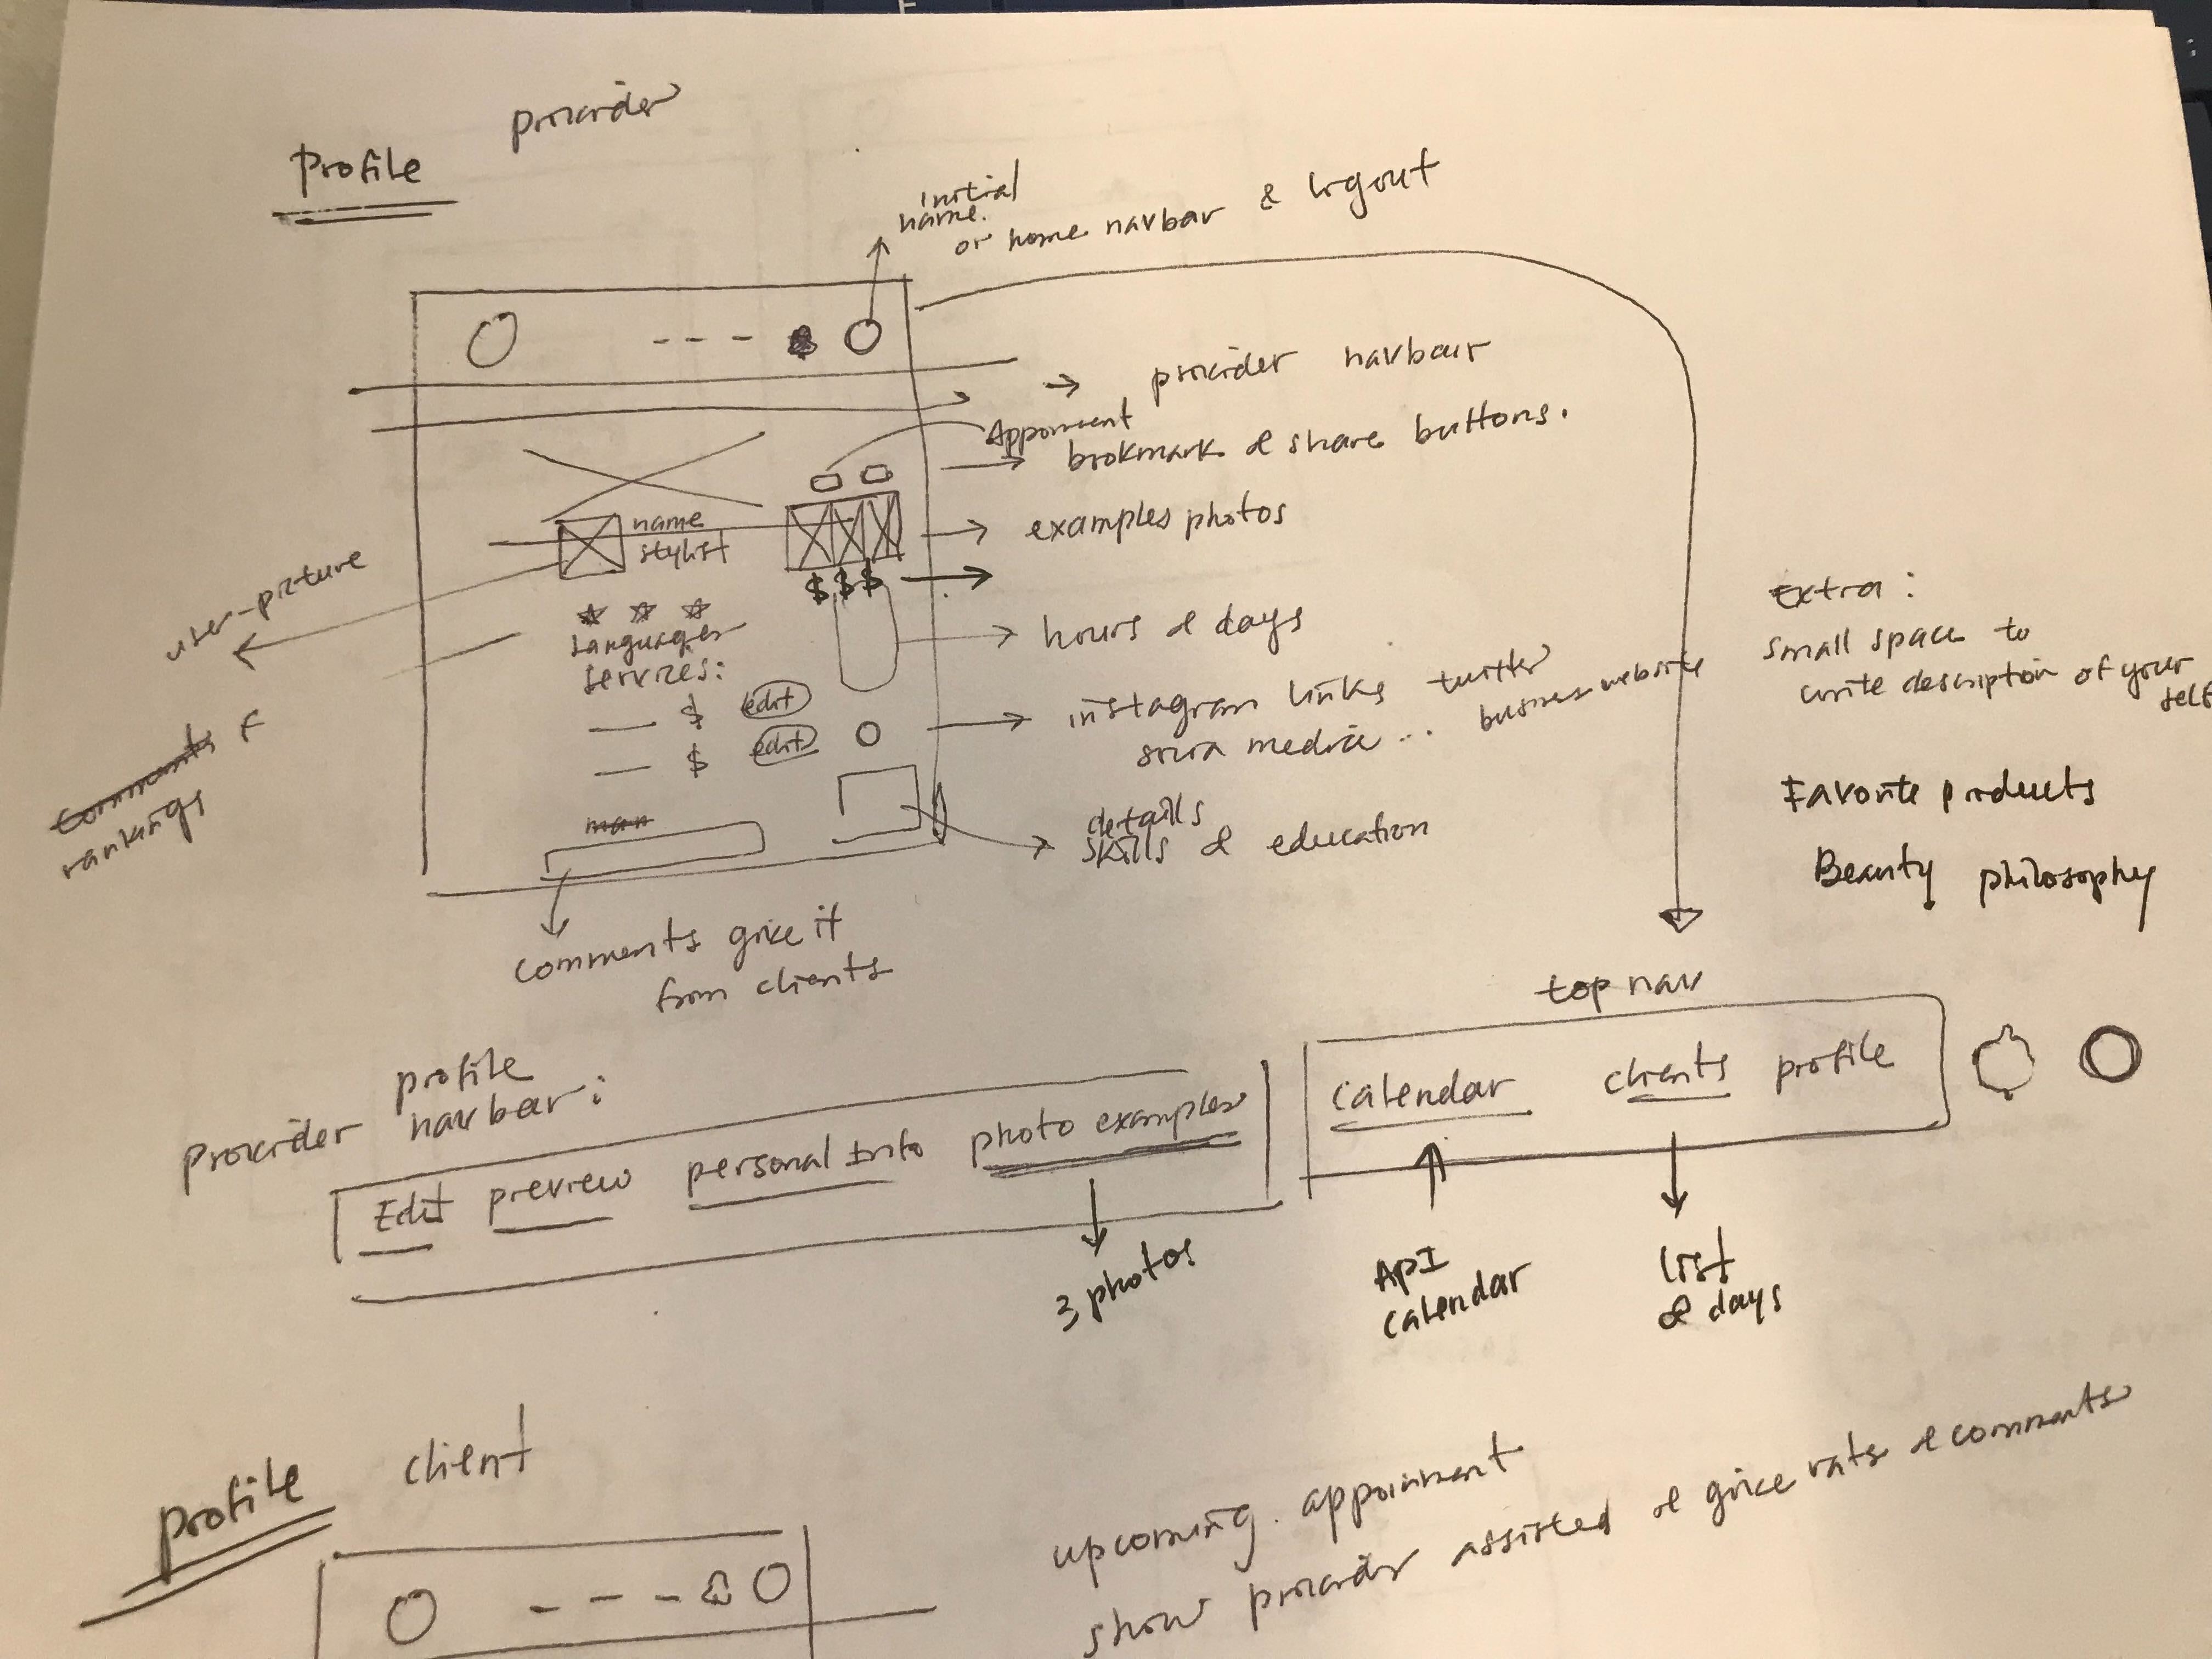 Profile provider
initial
name.
or home navbar & logout
→ provider navbar
Appoinment
bookmark & share buttons.
name
stylist
examples photos
$ $ $
user-picture
Languages
services:
hours & days
$ edit
$ edit
instagram links twitter
media... business website
comments &
rankings
man
details
skills & education
comments give it
from clients
Extra:
small space to
write description of your
self
Favorite products
Beauty philosophy
top nav
calendar clients profile
API
calendar
list
& days
Provider profile
navbar:
Edit preview personal Info photo examples
3 photos
profile client
upcoming. appoinment
show provider assisted & give rate & comments